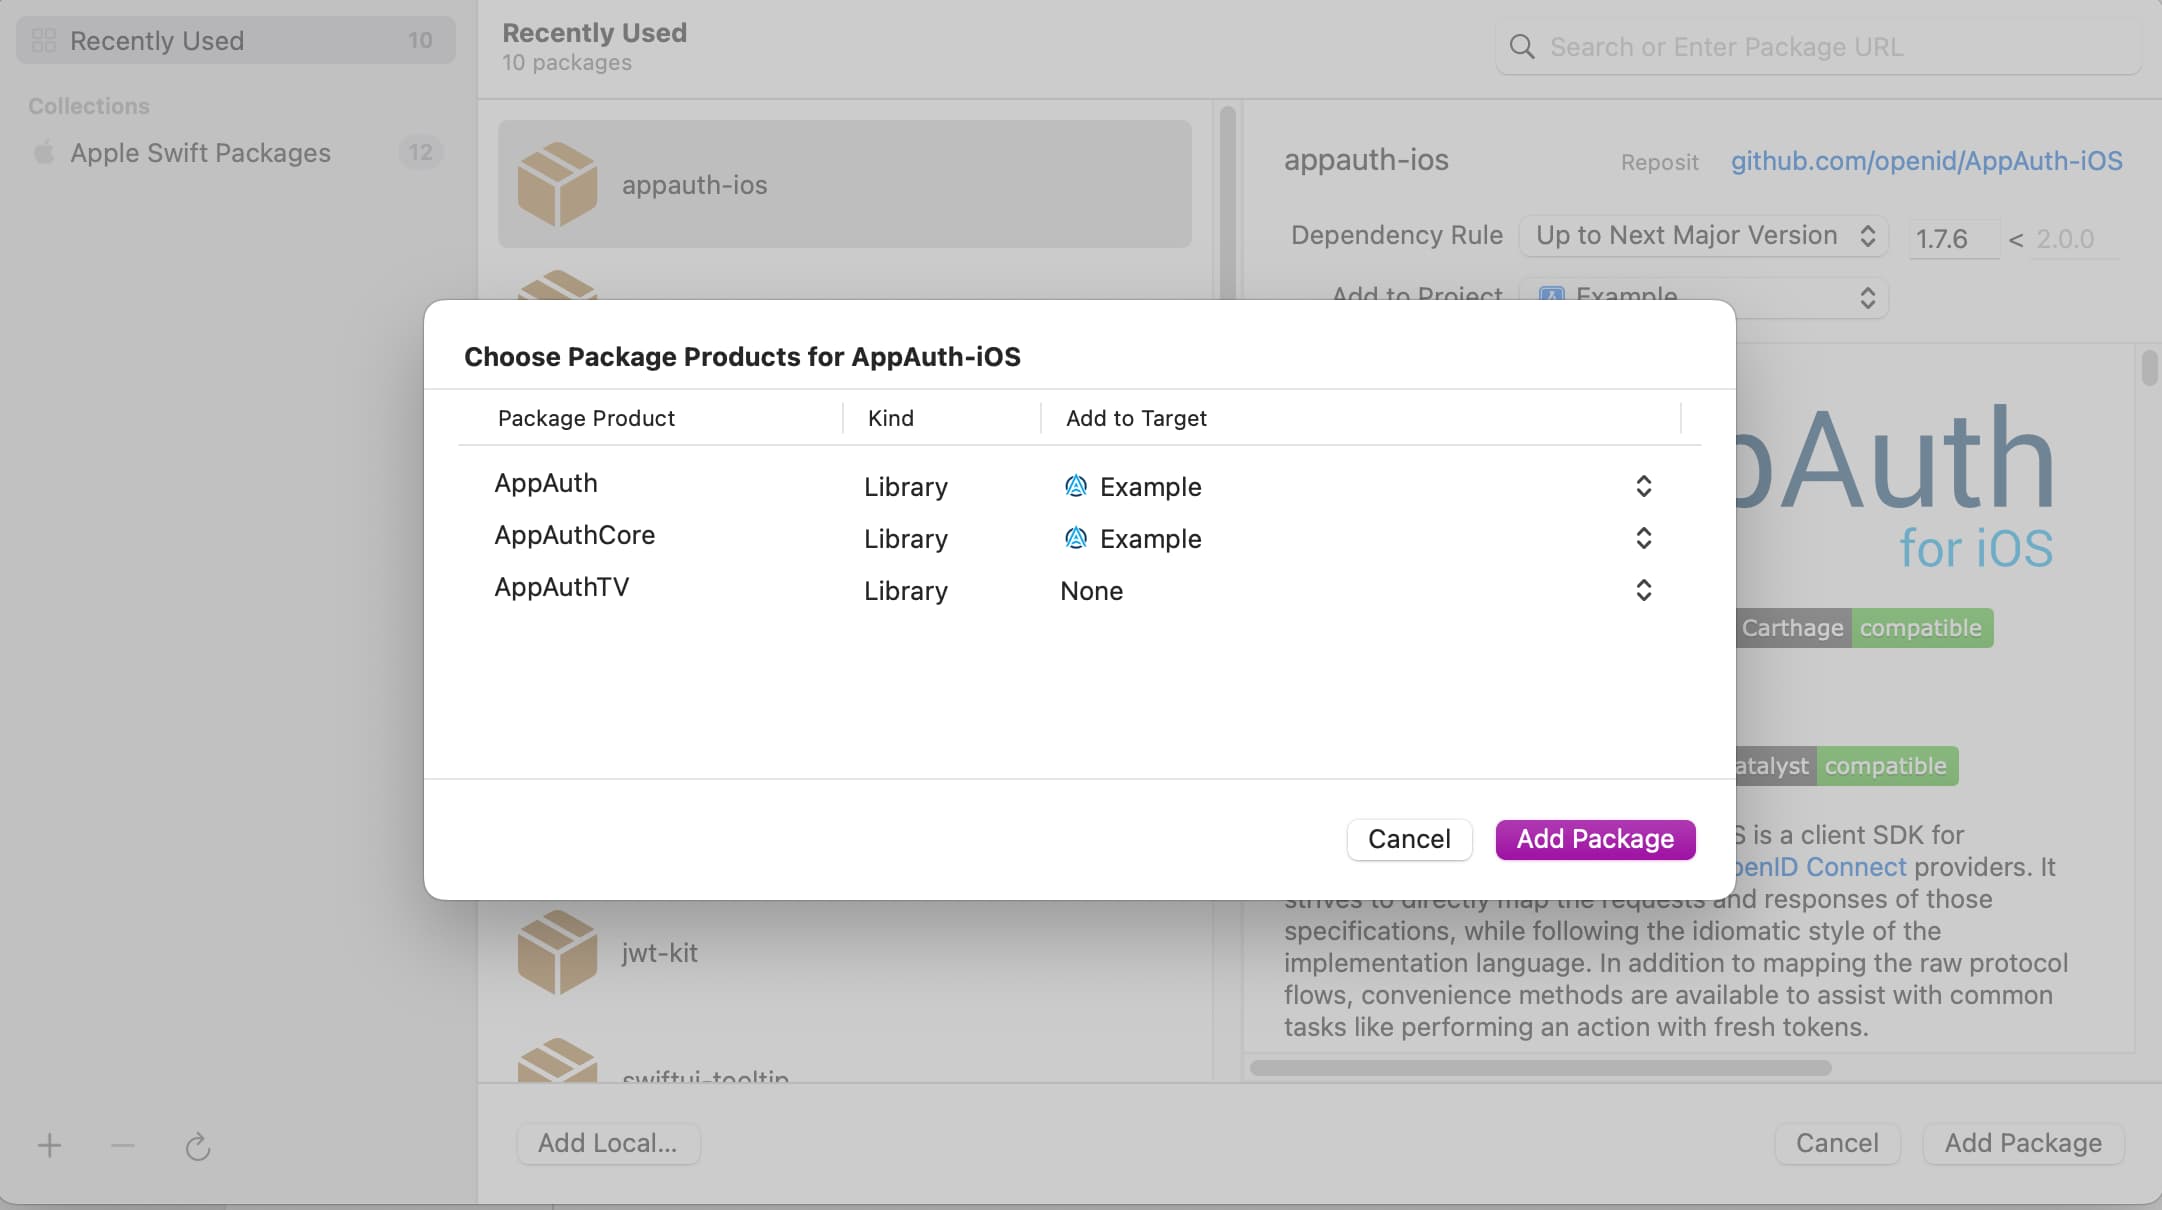 Recently Used 10
Collections
Apple Swift Packages 12
Recently Used
10 packages
Search or Enter Package URL
appauth-ios
appauth-ios Reposit github.com/openid/AppAuth-iOS
Dependency Rule Up to Next Major Version 1.7.6 < 2.0.0
Add to Project Example
Choose Package Products for AppAuth-iOS
Package Product Kind Add to Target
AppAuth Library Example
AppAuthCore Library Example
AppAuthTV Library None
Cancel Add Package
pAuth
for iOS
Carthage compatible
atalyst compatible
S is a client SDK for
penID Connect providers. It
strives to directly map the requests and responses of those
specifications, while following the idiomatic style of the
implementation language. In addition to mapping the raw protocol
flows, convenience methods are available to assist with common
tasks like performing an action with fresh tokens.
jwt-kit
swiftui-tooltip
Add Local...
Cancel Add Package